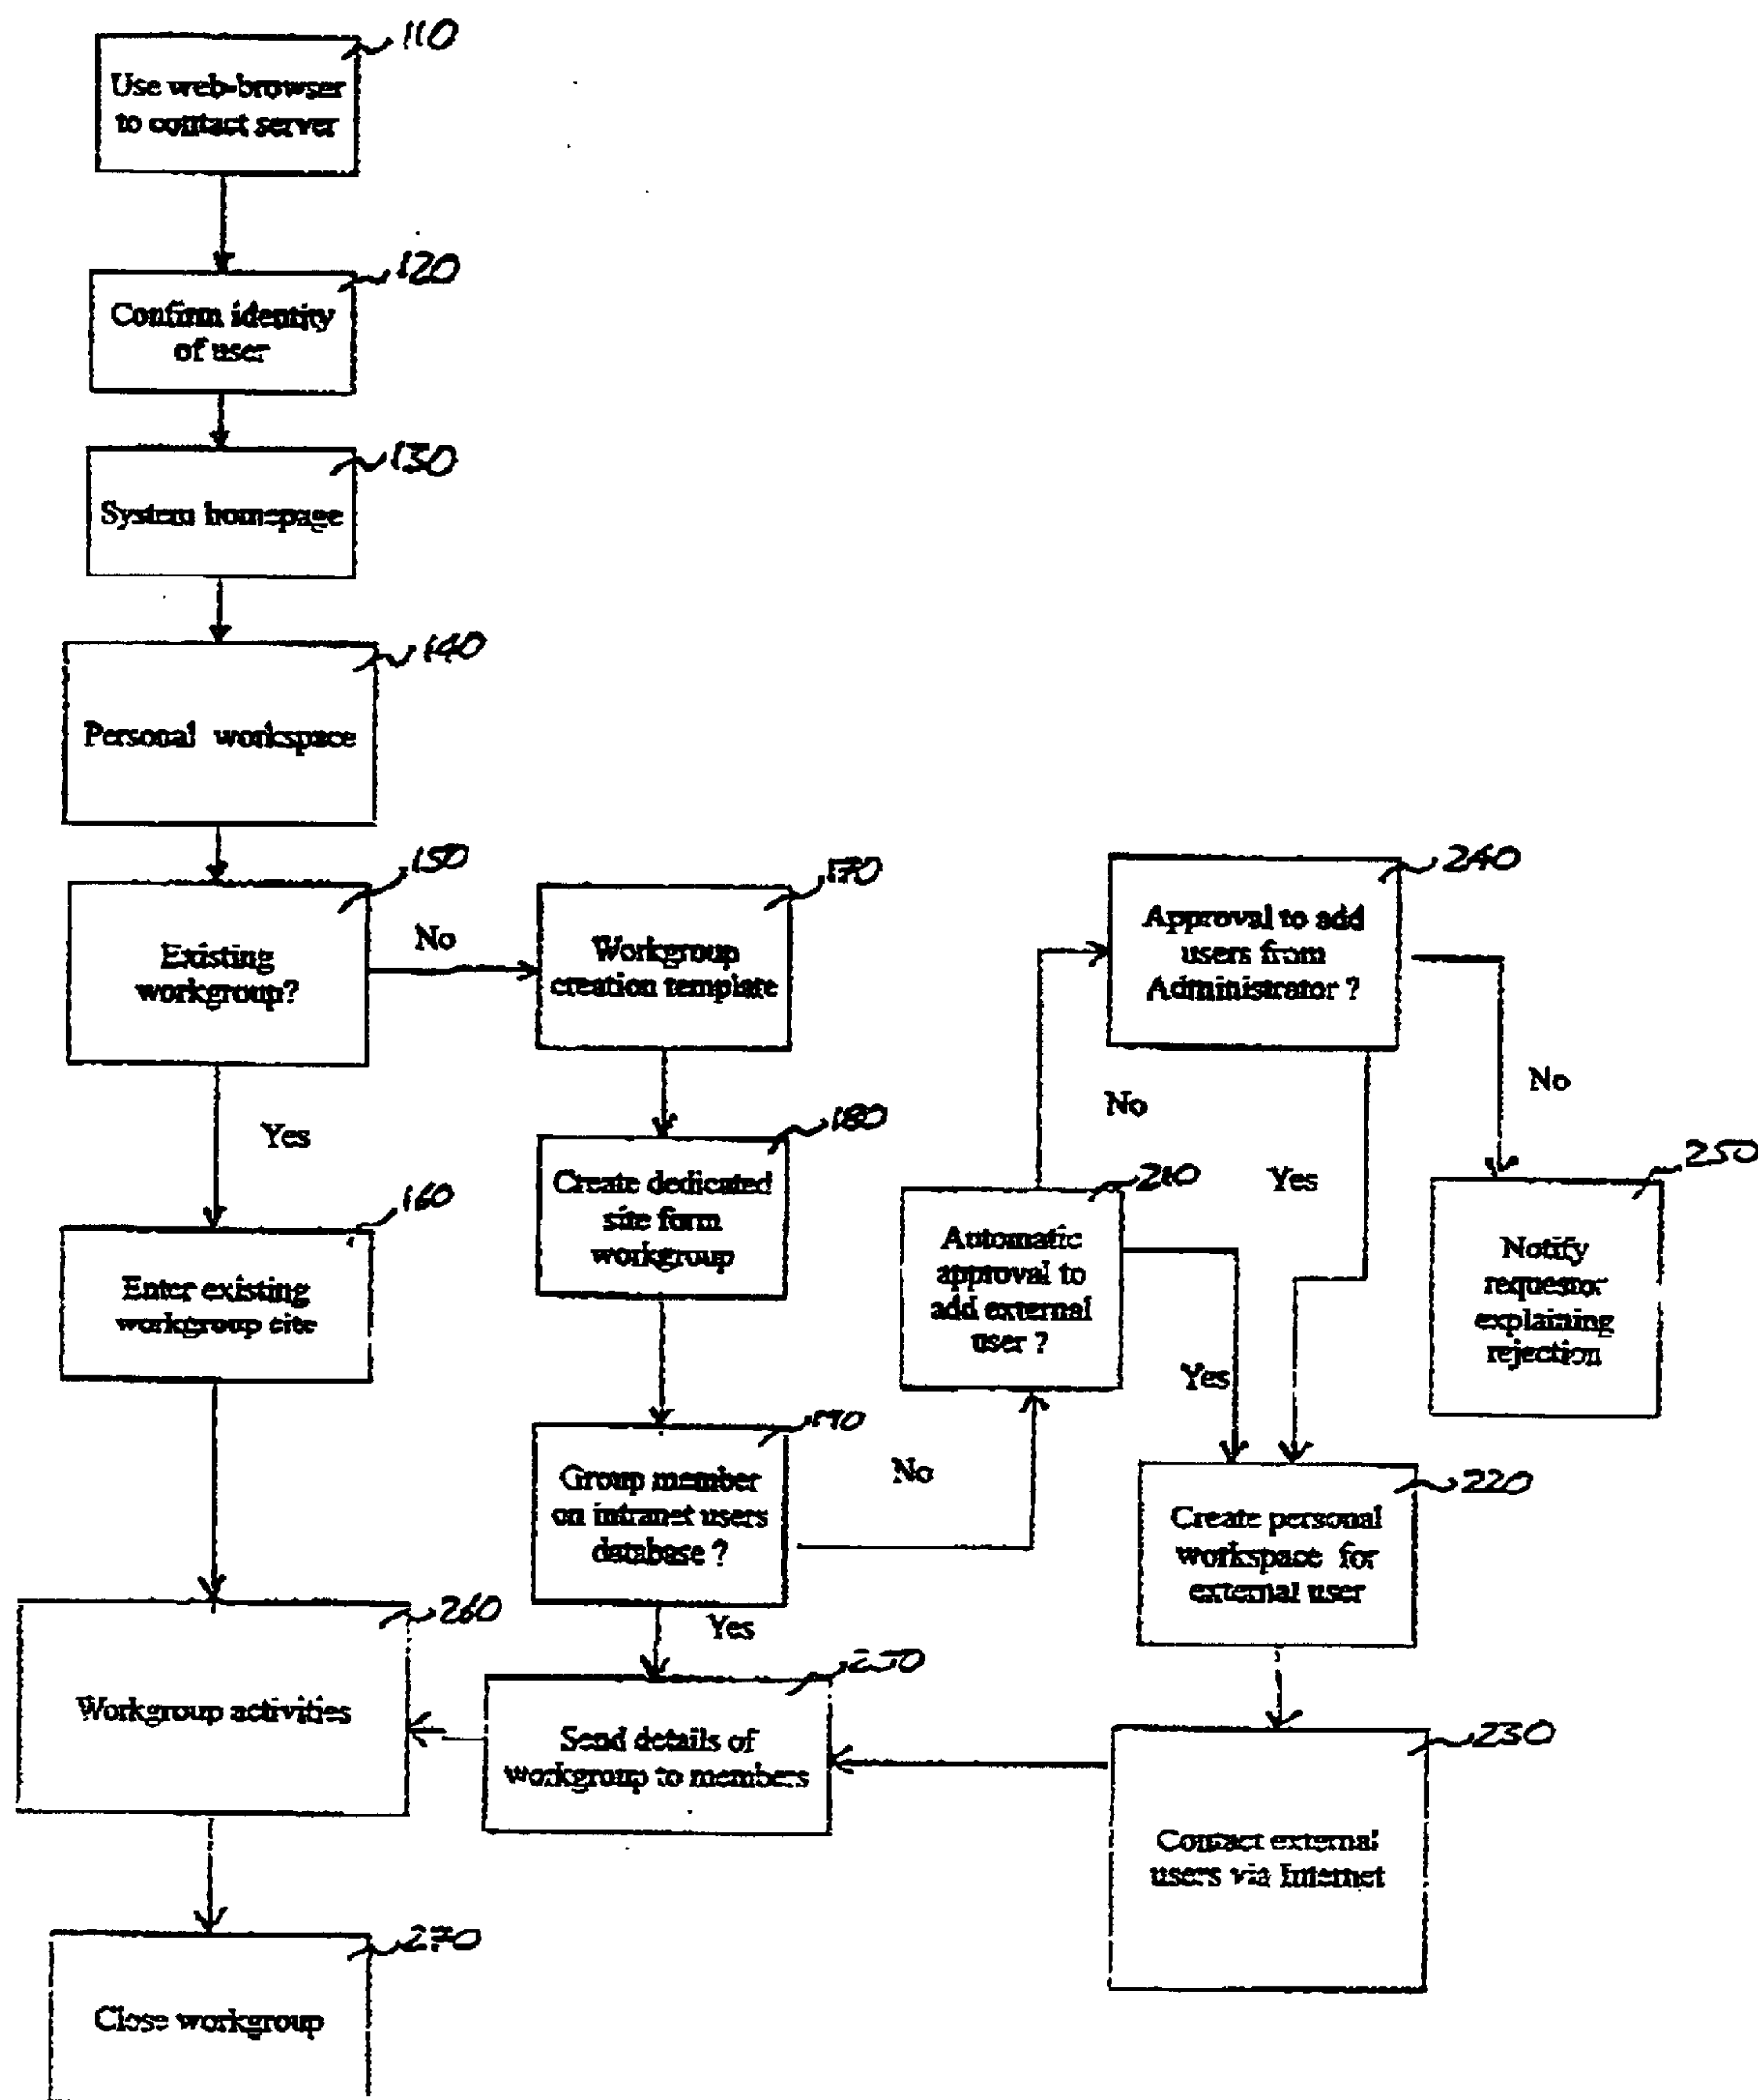 110
Use web-browser
to contact server
120
Confirm identity
of user
130
System homepage
140
Personal workspace
150
Existing
workgroup?
No
170
Workgroup
creation template
240
Approval to add
users from
Administrator ?
Yes
No
No
180
Create dedicated
site form
workgroup
210
Automatic
approval to
add external
user ?
Yes
Yes
250
Notify
requestor
explaining
rejection
160
Enter existing
workgroup site
190
Group member
on intranet users
database ?
No
Yes
220
Create personal
workspace for
external user
260
Workgroup activities
Send details of
workgroup to members
230
Contact external
users via Internet
270
Close workgroup